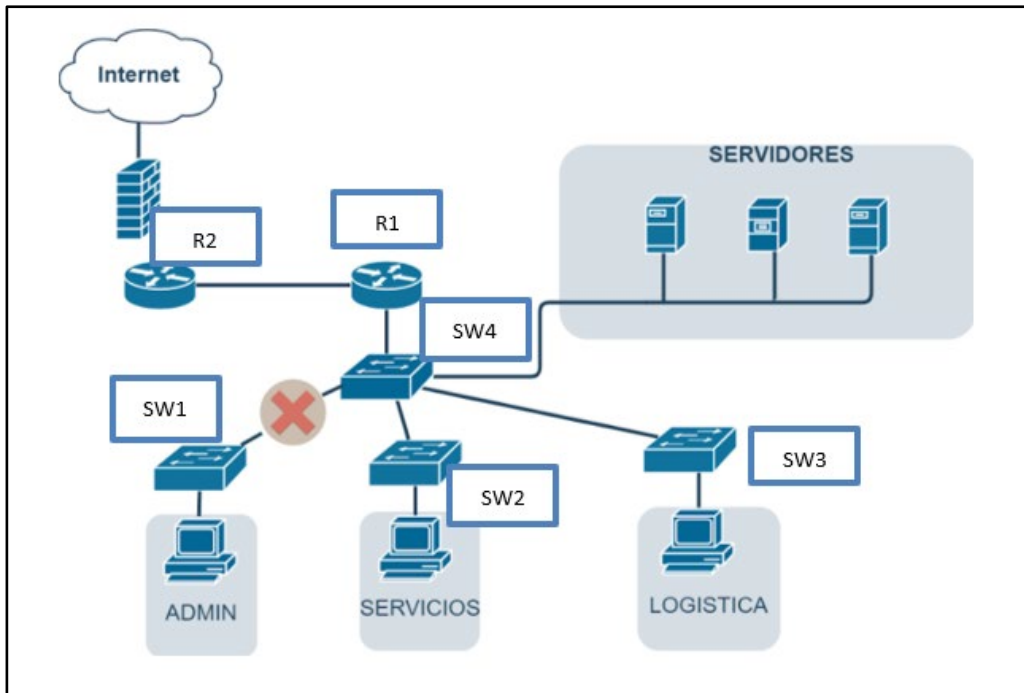 Internet
SERVIDORES
R1
R2
SW4
SW1
SW3
SW2
ADMIN
SERVICIOS
LOGISTICA